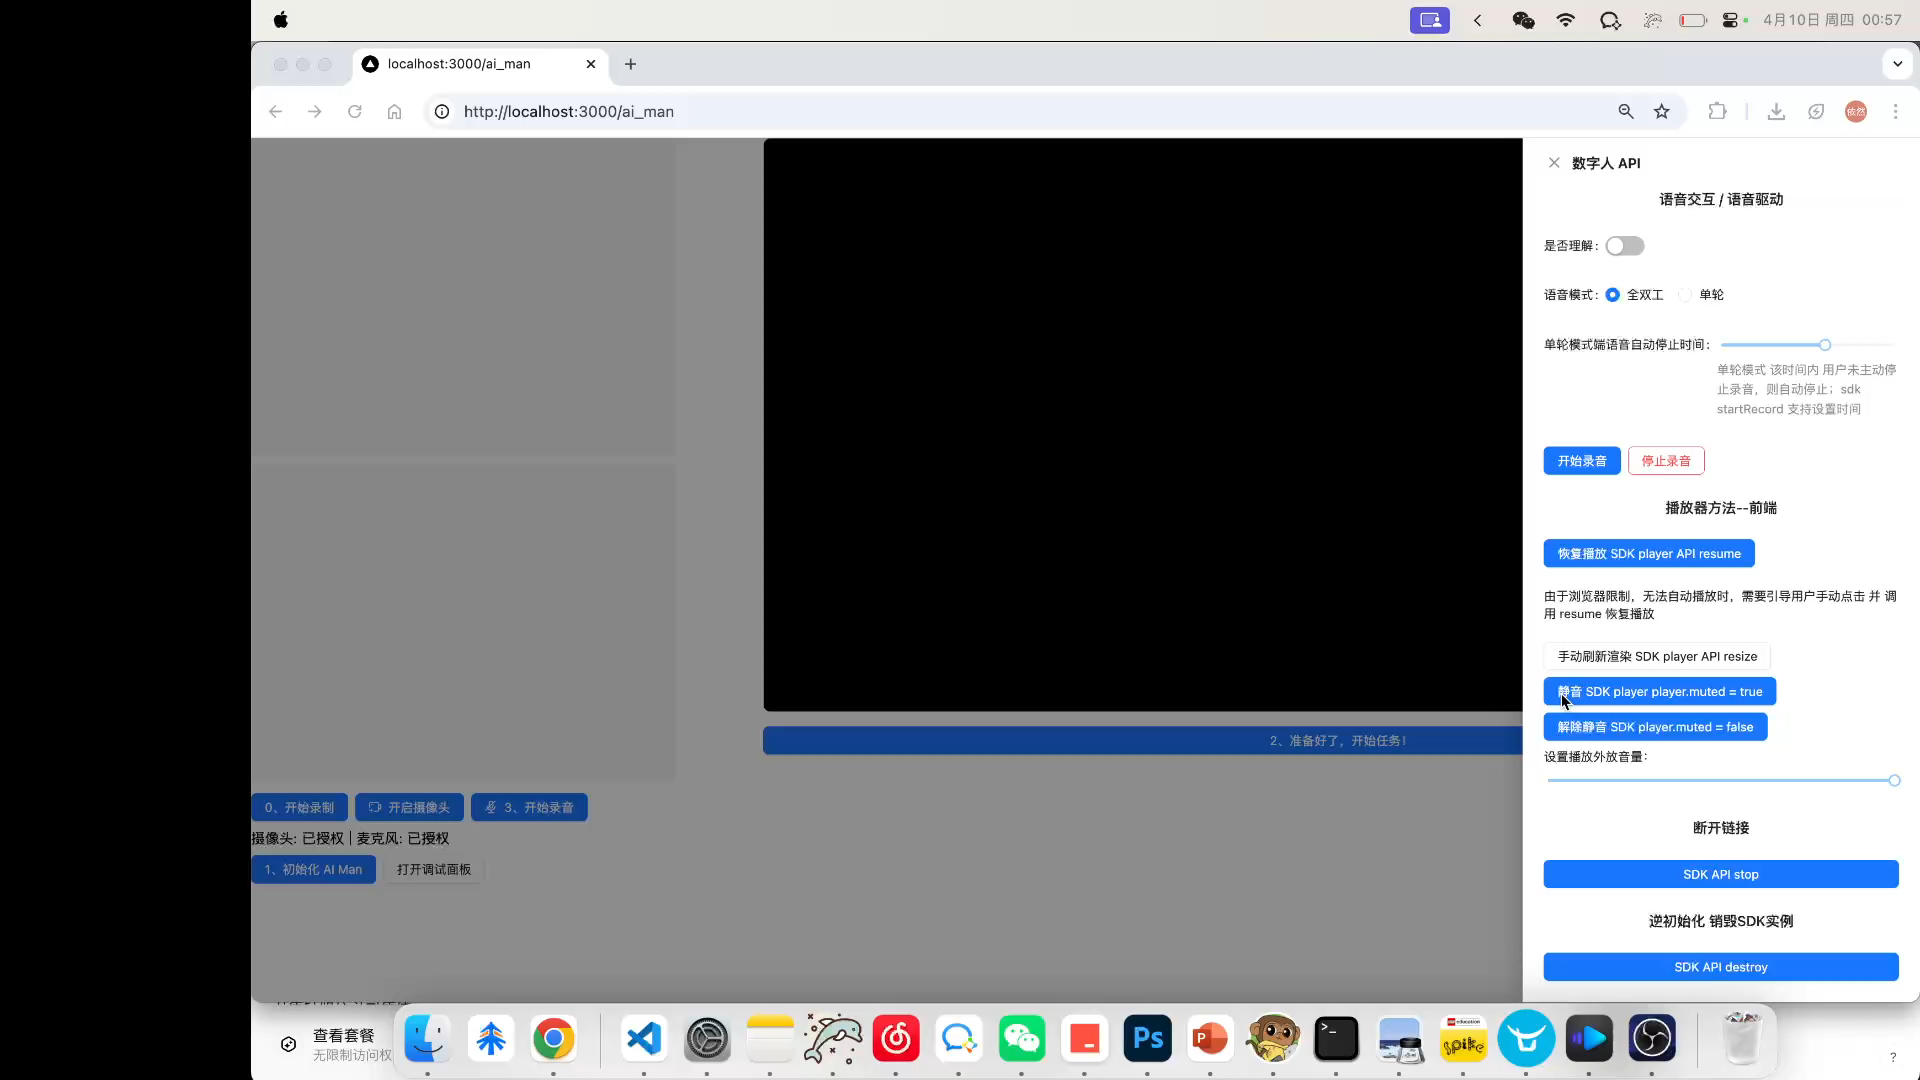 4月10日 周四 00:57
localhost:3000/ai_man
http://localhost:3000/ai_man
依然
数字人 API
语音交互 / 语音驱动
是否理解：
语音模式： 全双工 单轮
单轮模式端语音自动停止时间：
单轮模式 该时间内 用户未主动停
止录音，则自动停止；sdk
startRecord 支持设置时间
开始录音 停止录音
播放器方法--前端
恢复播放 SDK player API resume
由于浏览器限制，无法自动播放时，需要引导用户手动点击 并 调
用 resume 恢复播放
手动刷新渲染 SDK player API resize
静音 SDK player player.muted = true
解除静音 SDK player.muted = false
设置播放外放音量：
断开链接
SDK API stop
逆初始化 销毁SDK实例
SDK API destroy
2、准备好了，开始任务！
0、开始录制 开启摄像头 3、开始录音
摄像头: 已授权 | 麦克风: 已授权
1、初始化 AI Man 打开调试面板
查看套餐
无限制访问权
Ps
P
education
spike
?